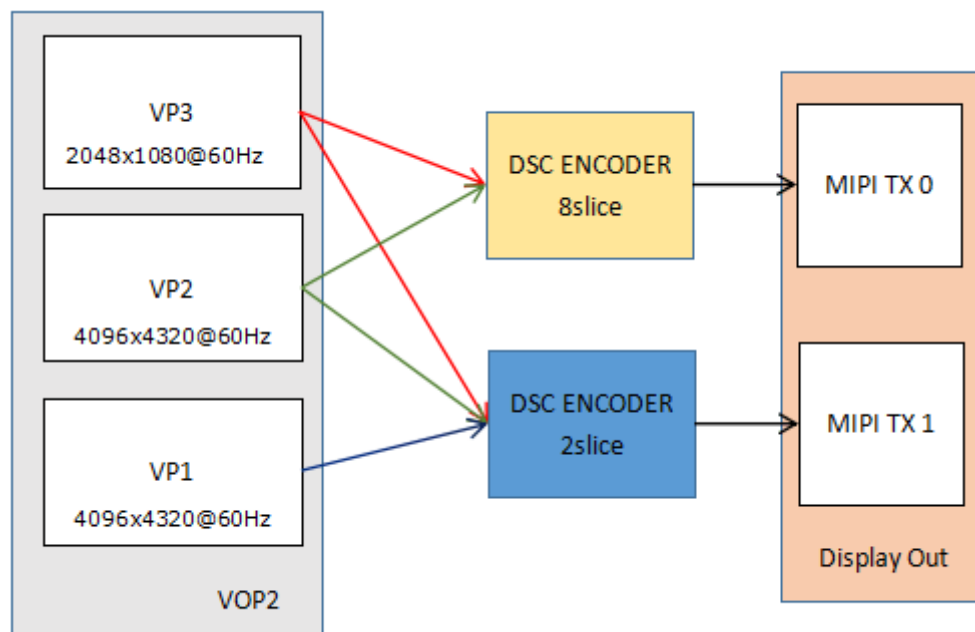 VP3
2048x1080@60Hz
VP2
4096x4320@60Hz
VP1
4096x4320@60Hz
VOP2
DSC ENCODER
8slice
DSC ENCODER
2slice
MIPI TX 0
MIPI TX 1
Display Out